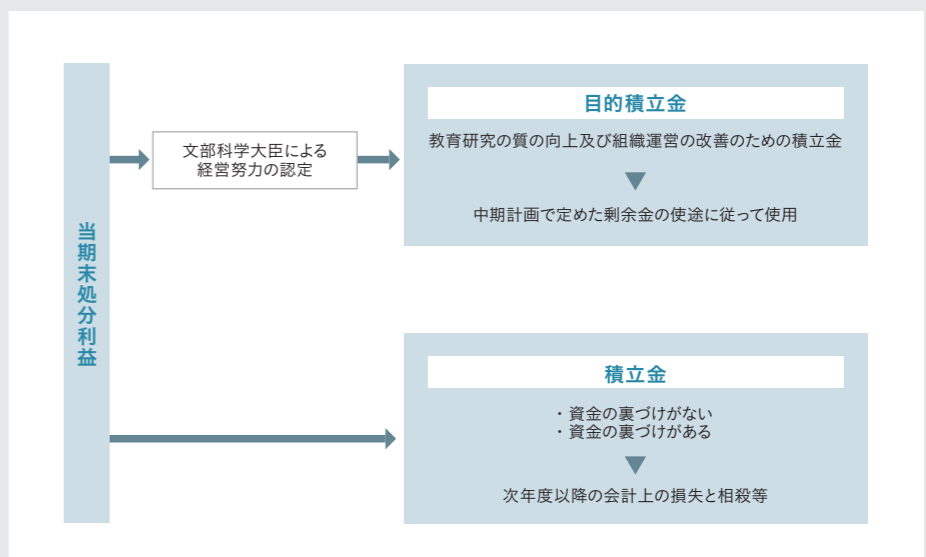 当期末処分利益
文部科学大臣による
経営努力の認定
目的積立金
教育研究の質の向上及び組織運営の改善のための積立金
中期計画で定めた剰余金の使途に従って使用
積立金
・資金の裏づけがない
・資金の裏づけがある
次年度以降の会計上の損失と相殺等